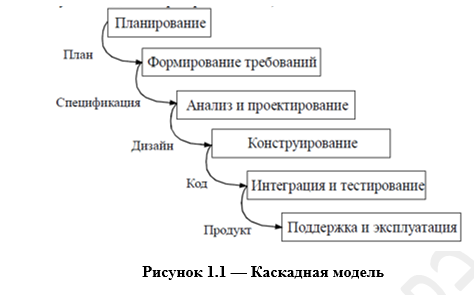 Планирование
План
Формирование требований
Спецификация
Анализ и проектирование
Дизайн
Конструирование
Код
Интеграция и тестирование
Продукт
Поддержка и эксплуатация
Рисунок 1.1 — Каскадная модель